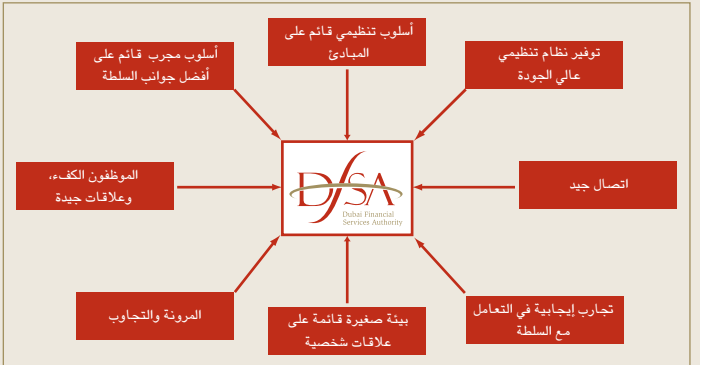 أسلوب تنظيمي قائم على
المبادئ
توفير نظام تنظيمي
عالي الجودة
أسلوب مجرب قائم على
أفضل جوانب السلطة
اتصال جيد
DFSA
Dubai Financial
Services Authority
الموظفون الكفء،
وعلاقات جيدة
تجارب إيجابية في التعامل
مع السلطة
بيئة صغيرة قائمة على
علاقات شخصية
المرونة والتجاوب